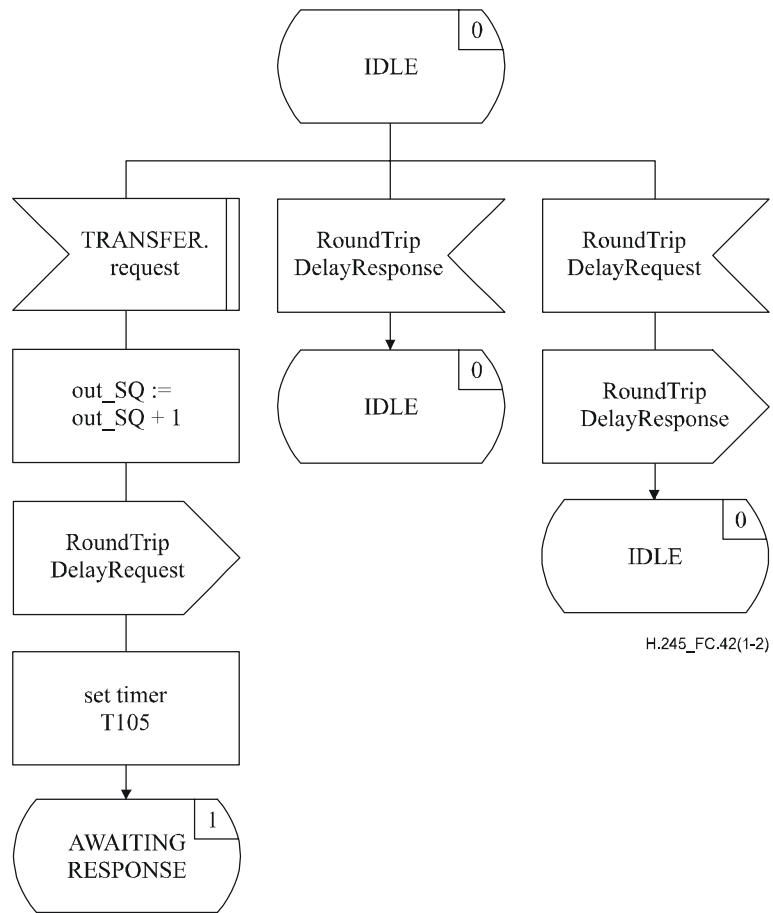 0
IDLE
TRANSFER.
request
RoundTrip
DelayResponse
RoundTrip
DelayRequest
out_SQ :=
out_SQ + 1
0
IDLE
RoundTrip
DelayResponse
RoundTrip
DelayRequest
0
IDLE
H.245_FC.42(1-2)
set timer
T105
1
AWAITING
RESPONSE